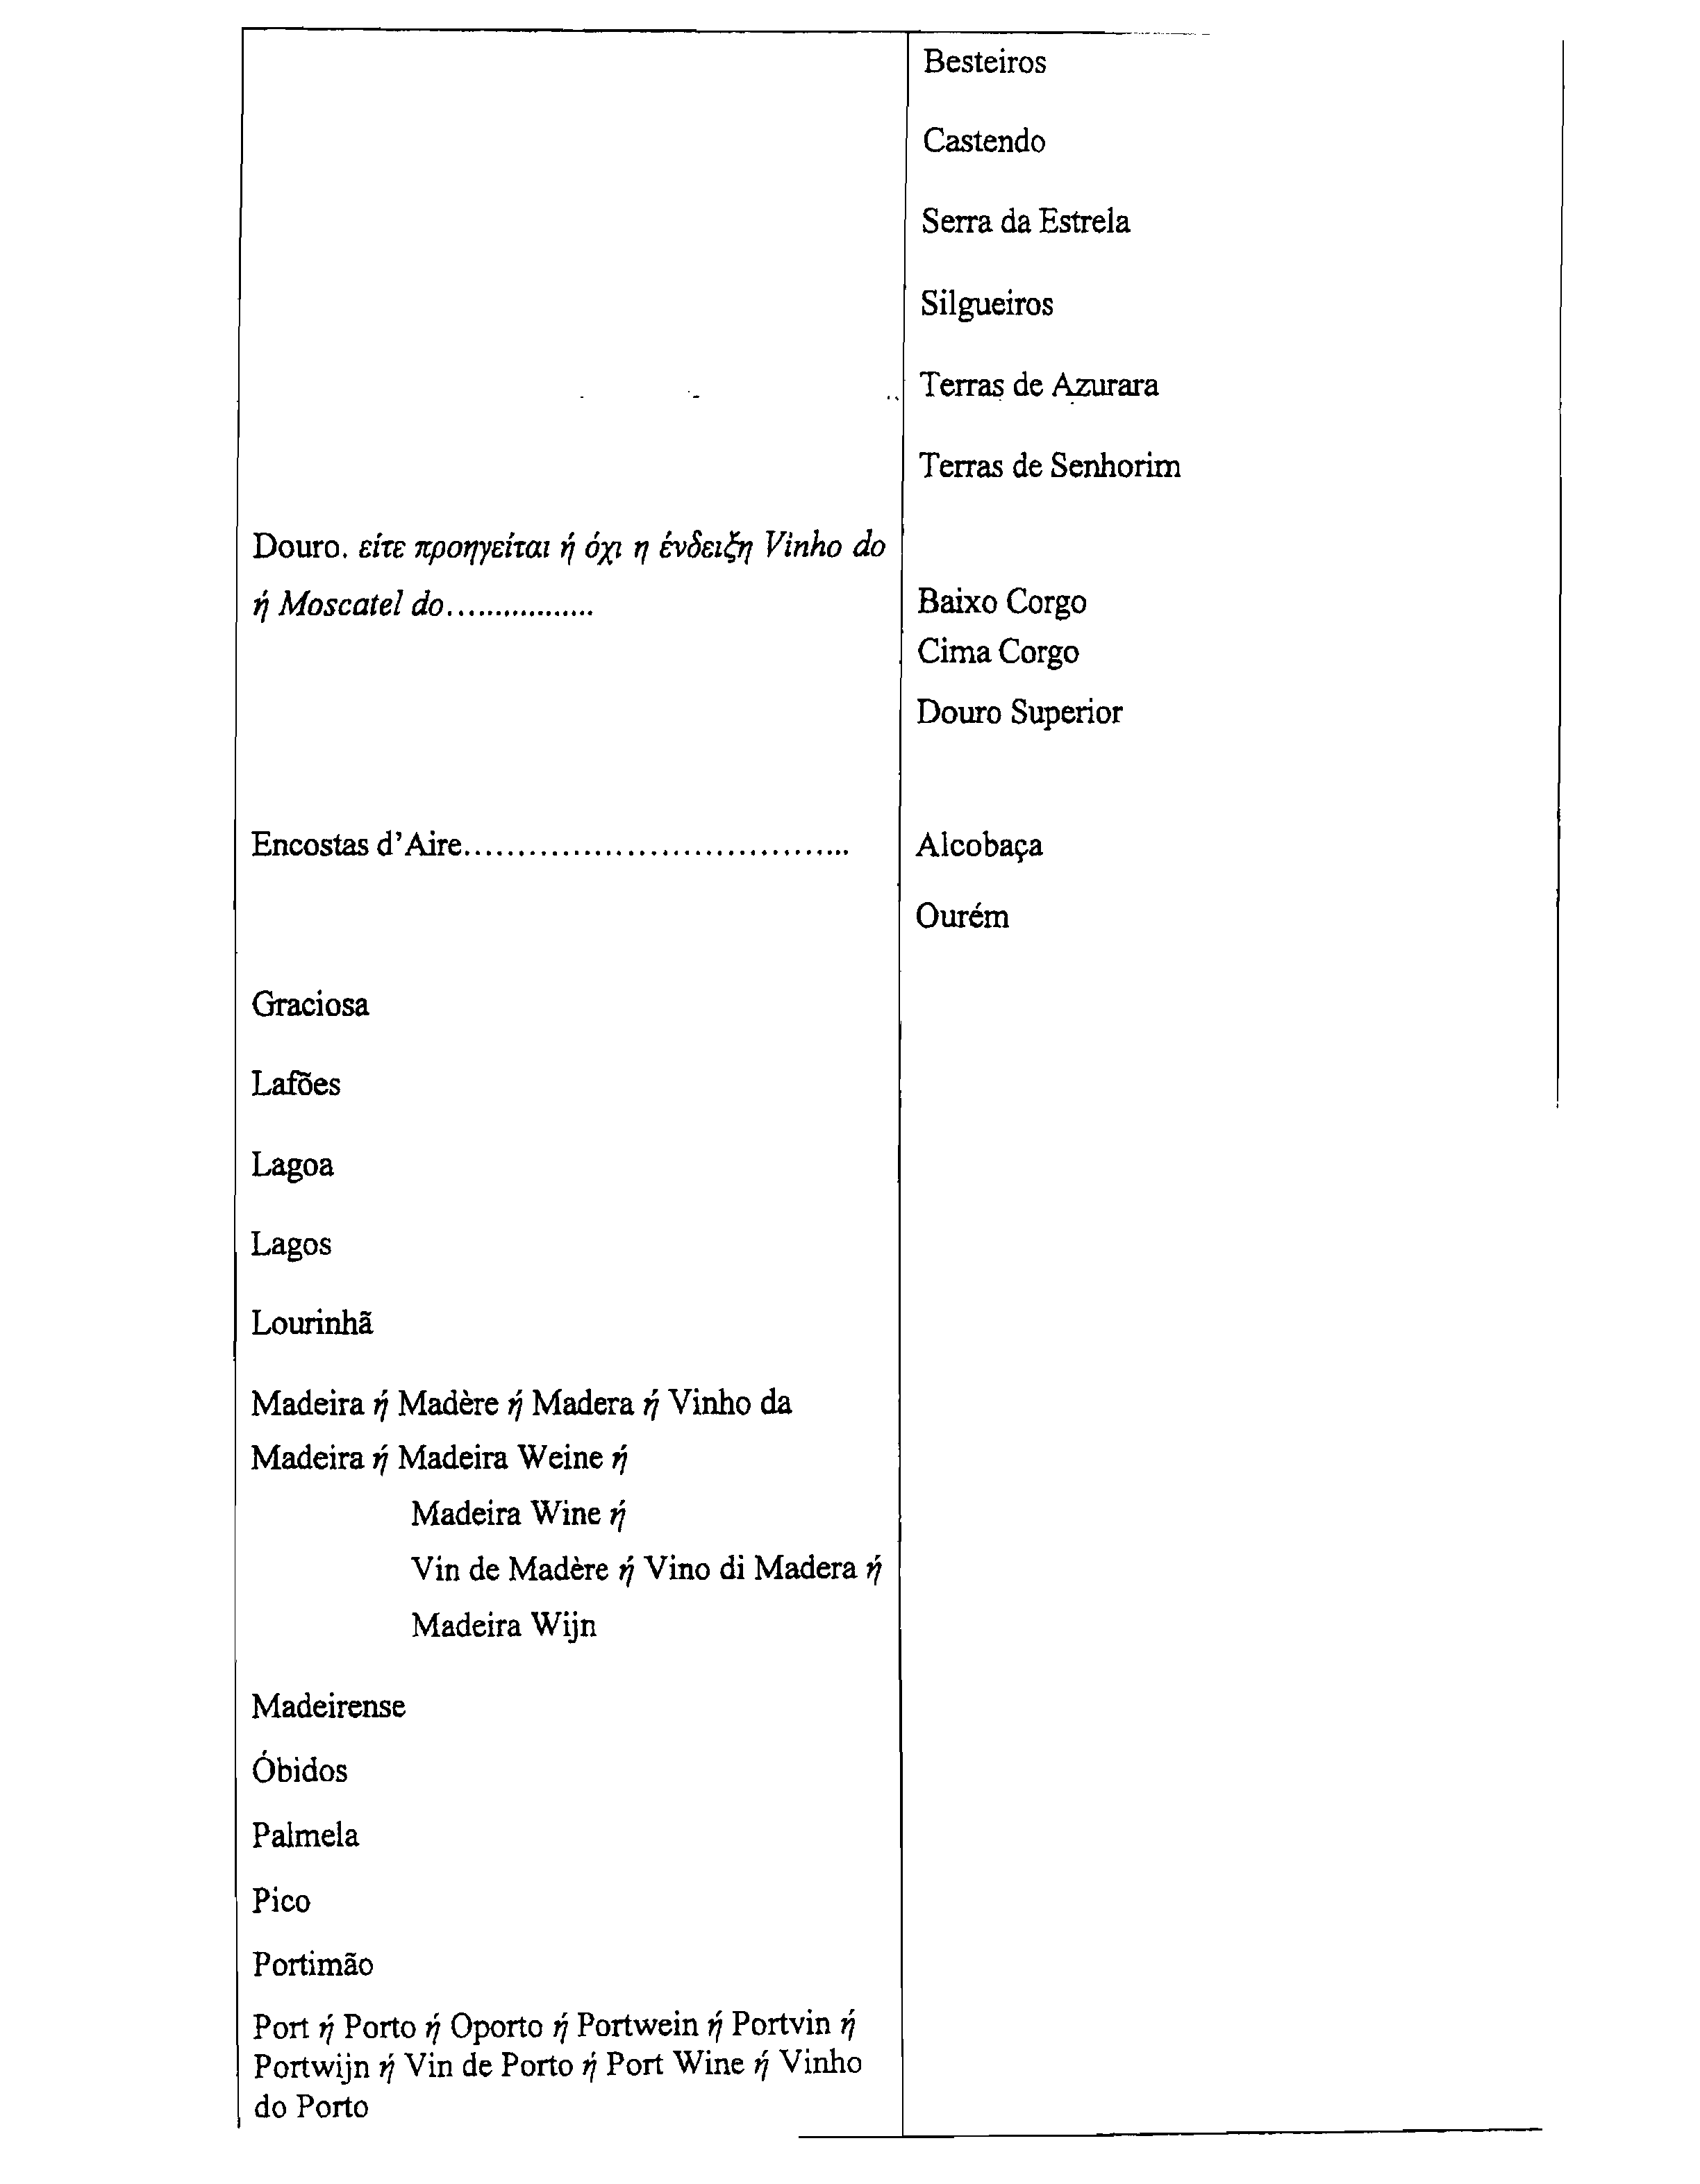 Besteiros
Castendo
Serra da Estrela
Silgueiros
Terras de Azurara
Terras de Senhorim
Douro. είτε προηγείται ή όχι η ένδειξη Vinho do
ή Moscatel do.................
Baixo Corgo
Cima Corgo
Douro Superior
Encostas d’Aire.....................................
Alcobaça
Ourém
Graciosa
Lafões
Lagoa
Lagos
Lourinhã
Madeira ή Madère ή Madera ή Vinho da
Madeira ή Madeira Weine ή
Madeira Wine ή
Vin de Madère ή Vino di Madera ή
Madeira Wijn
Madeirense
Óbidos
Palmela
Pico
Portimão
Port ή Porto ή Oporto ή Portwein ή Portvin ή
Portwijn ή Vin de Porto ή Port Wine ή Vinho
do Porto